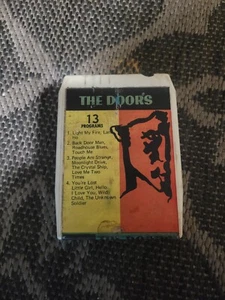 THE DOORS
13
PROGRAMS
1. Light My Fire,
2. Back Door Man,
Roadhouse Blues,
Touch Me
3. People Are Strange,
Moonlight Drive,
The Crystal Ship,
Love Me Two
Times
4. You're Lost
Little Girl, Hello,
I Love You, Wild
Child, The Unknown
Soldier